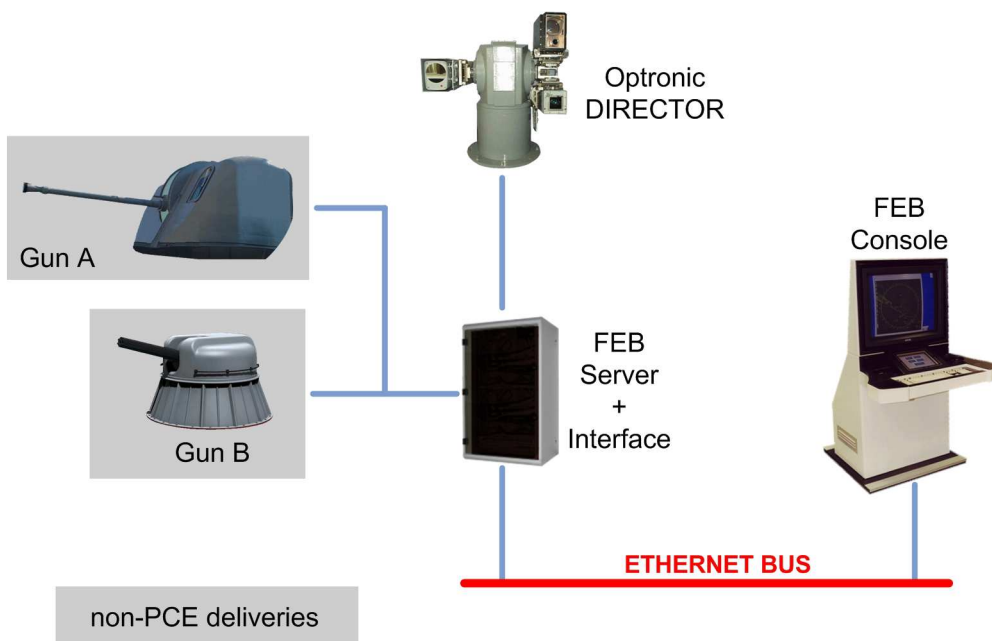 Optronic
DIRECTOR
Gun A
FEB
Console
FEB
Server
+
Interface
Gun B
ETHERNET BUS
non-PCE deliveries